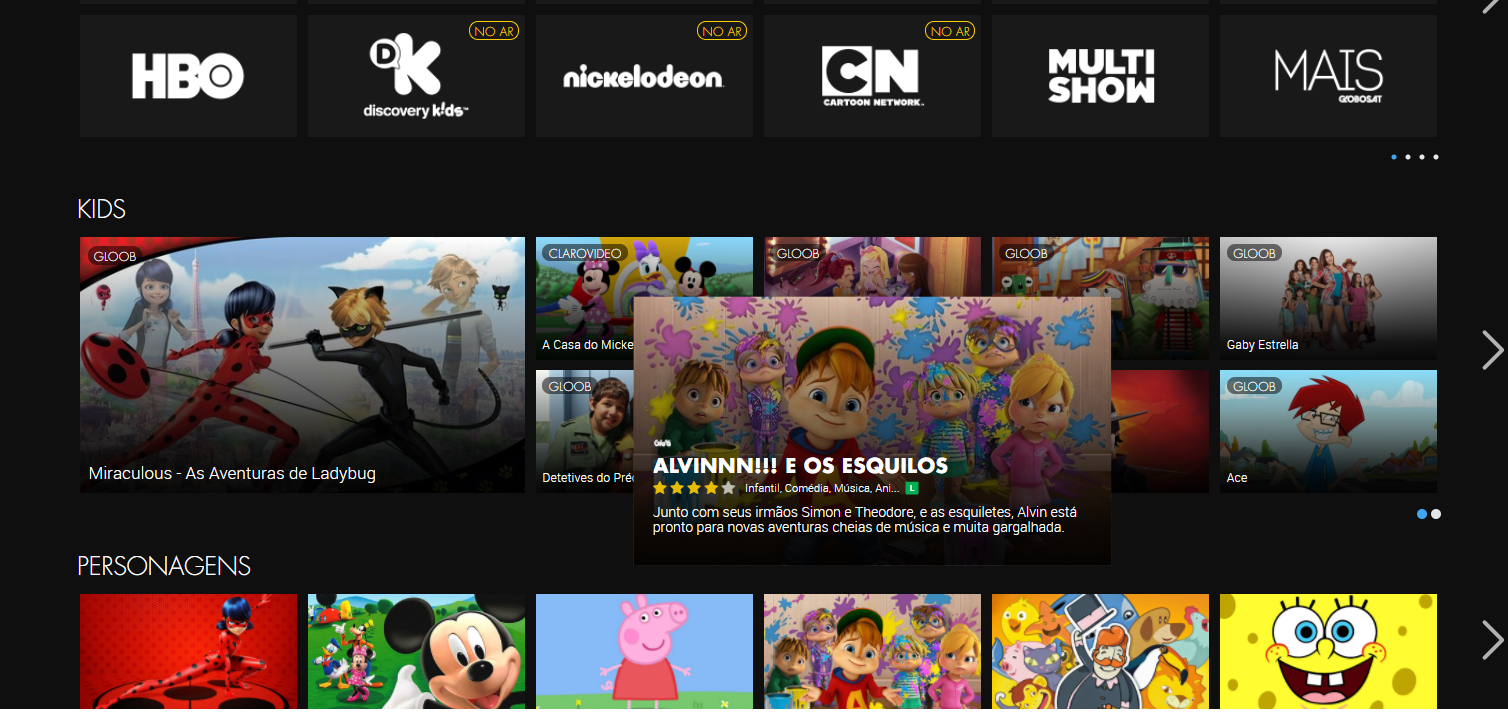 HBO
NO AR
DK
discovery k!ds™
NO AR
nickelodeon
NO AR
CN
CARTOON NETWORK™
MULTI
SHOW
MAIS
GLOBOSAT
KIDS
GLOOB
Miraculous - As Aventuras de Ladybug
CLAROVIDEO
A Casa do Micke
GLOOB
GLOOB
GLOOB
Gaby Estrella
GLOOB
Detetives do Pré
GLOOB
Ace
ALVINNN!!! E OS ESQUILOS
Infantil, Comédia, Música, Ani... L
Junto com seus irmãos Simon e Theodore, e as esquiletes, Alvin está
pronto para novas aventuras cheias de música e muita gargalhada.
PERSONAGENS